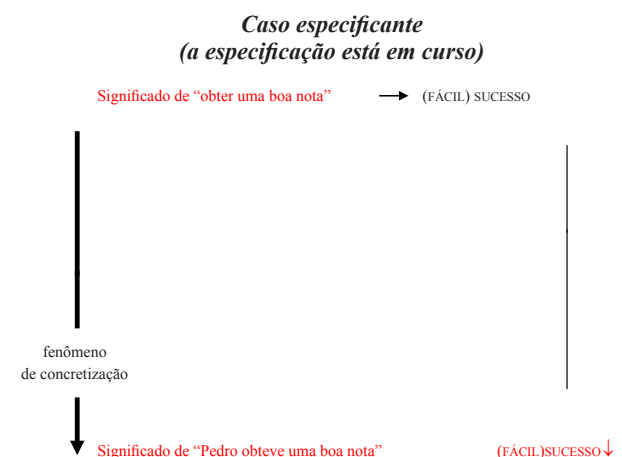 Caso especificante
(a especificação está em curso)
Significado de “obter uma boa nota” → (FÁCIL) SUCESSO
fenômeno
de concretização
Significado de “Pedro obteve uma boa nota” (FÁCIL)SUCESSO↓